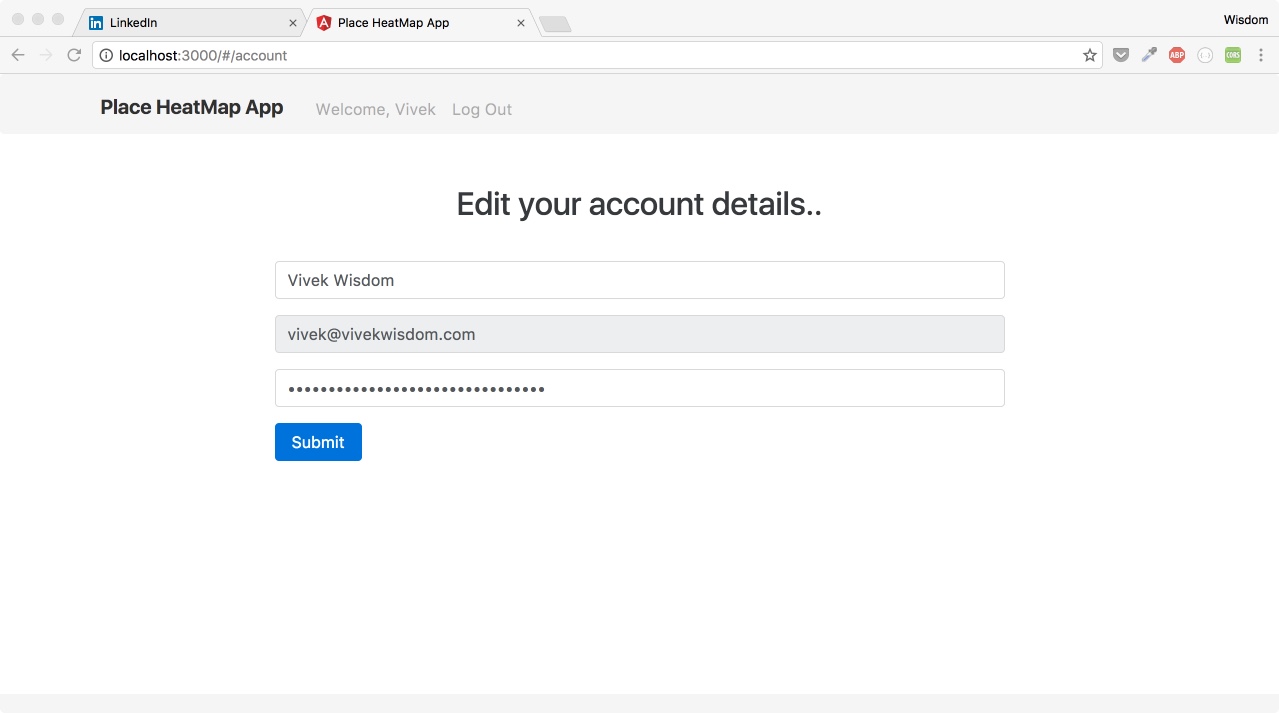 LinkedIn
Place HeatMap App
Wisdom
localhost:3000/#/account
ABP
CORS
Place HeatMap App
Welcome, Vivek
Log Out
Edit your account details..
Vivek Wisdom
vivek@vivekwisdom.com
••••••••••••••••••••••••••••••••
Submit